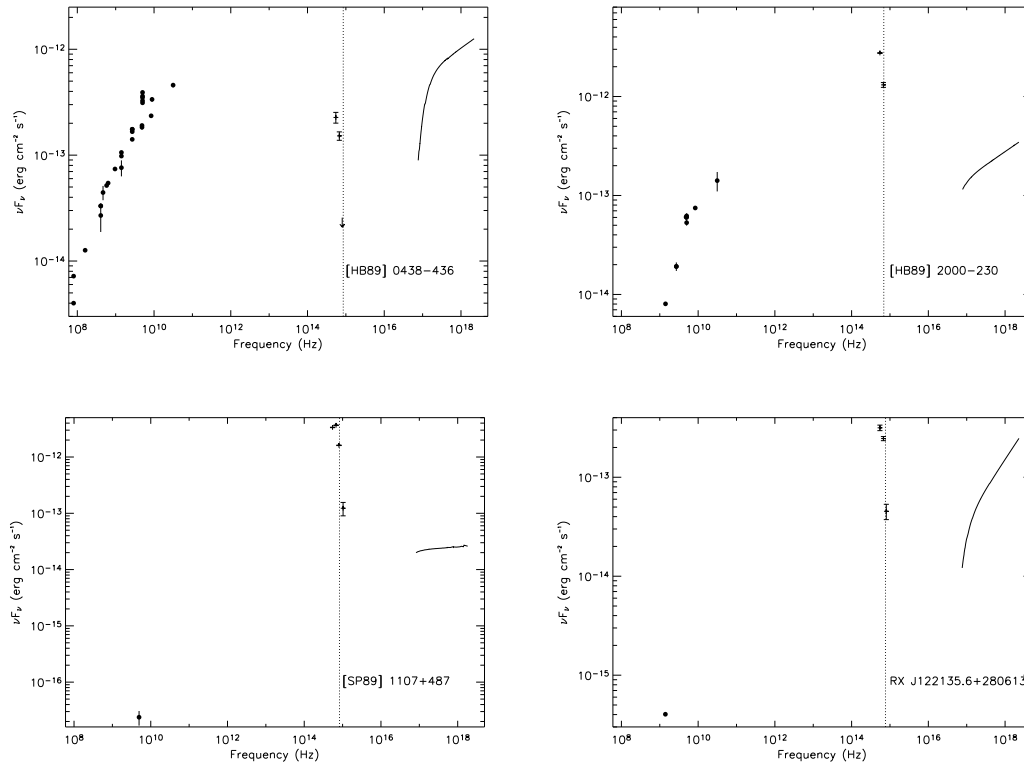 10⁻¹²
10⁻¹³
10⁻¹⁴
νFν (erg cm⁻² s⁻¹)
[HB89] 0438−436
10⁸ 10¹⁰ 10¹² 10¹⁴ 10¹⁶ 10¹⁸
Frequency (Hz)
10⁻¹²
10⁻¹³
10⁻¹⁴
νFν (erg cm⁻² s⁻¹)
[HB89] 2000−230
10⁸ 10¹⁰ 10¹² 10¹⁴ 10¹⁶ 10¹⁸
Frequency (Hz)
10⁻¹²
10⁻¹³
10⁻¹⁴
10⁻¹⁵
10⁻¹⁶
νFν (erg cm⁻² s⁻¹)
[SP89] 1107+487
10⁸ 10¹⁰ 10¹² 10¹⁴ 10¹⁶ 10¹⁸
Frequency (Hz)
10⁻¹³
10⁻¹⁴
10⁻¹⁵
νFν (erg cm⁻² s⁻¹)
RX J122135.6+280613
10⁸ 10¹⁰ 10¹² 10¹⁴ 10¹⁶ 10¹⁸
Frequency (Hz)